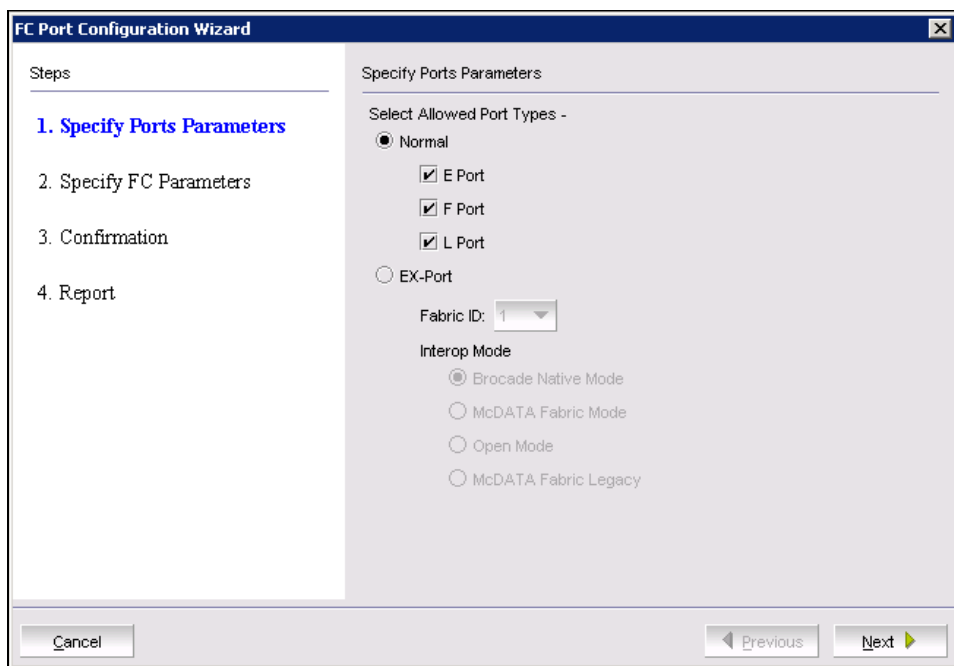 FC Port Configuration Wizard
Steps
1. Specify Ports Parameters
2. Specify FC Parameters
3. Confirmation
4. Report
Specify Ports Parameters
Select Allowed Port Types -
Normal
E Port
F Port
L Port
EX-Port
Fabric ID: 1
Interop Mode
Brocade Native Mode
McDATA Fabric Mode
Open Mode
McDATA Fabric Legacy
Cancel
Previous
Next